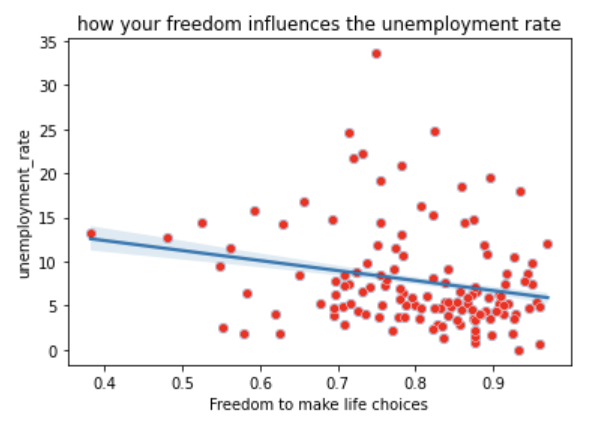 how your freedom influences the unemployment rate
35
30
25
20
15
10
5
0
unemployment_rate
0.4 0.5 0.6 0.7 0.8 0.9
Freedom to make life choices